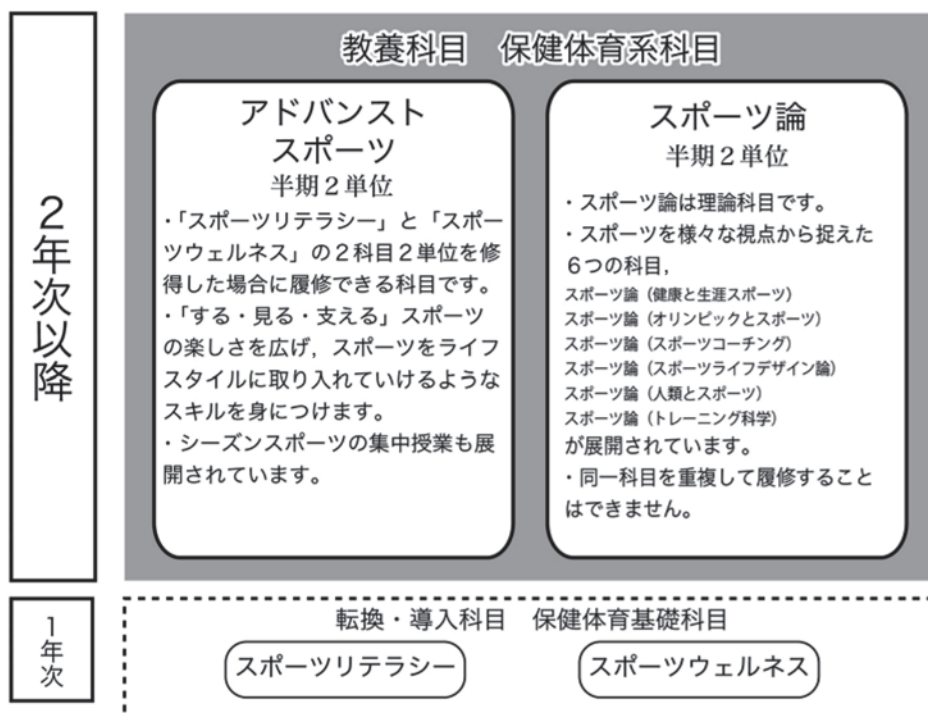 教養科目 保健体育系科目
2年次以降
アドバンスト
スポーツ
半期2単位
・「スポーツリテラシー」と「スポー
ツウェルネス」の2科目2単位を修
得した場合に履修できる科目です。
・「する・見る・支える」スポーツ
の楽しさを広げ，スポーツをライフ
スタイルに取り入れていけるような
スキルを身につけます。
・シーズンスポーツの集中授業も展
開されています。
スポーツ論
半期2単位
・スポーツ論は理論科目です。
・スポーツを様々な視点から捉えた
6つの科目，
スポーツ論（健康と生涯スポーツ）
スポーツ論（オリンピックとスポーツ）
スポーツ論（スポーツコーチング）
スポーツ論（スポーツライフデザイン論）
スポーツ論（人類とスポーツ）
スポーツ論（トレーニング科学）
が展開されています。
・同一科目を重複して履修すること
はできません。
1年次
転換・導入科目 保健体育基礎科目
スポーツリテラシー
スポーツウェルネス